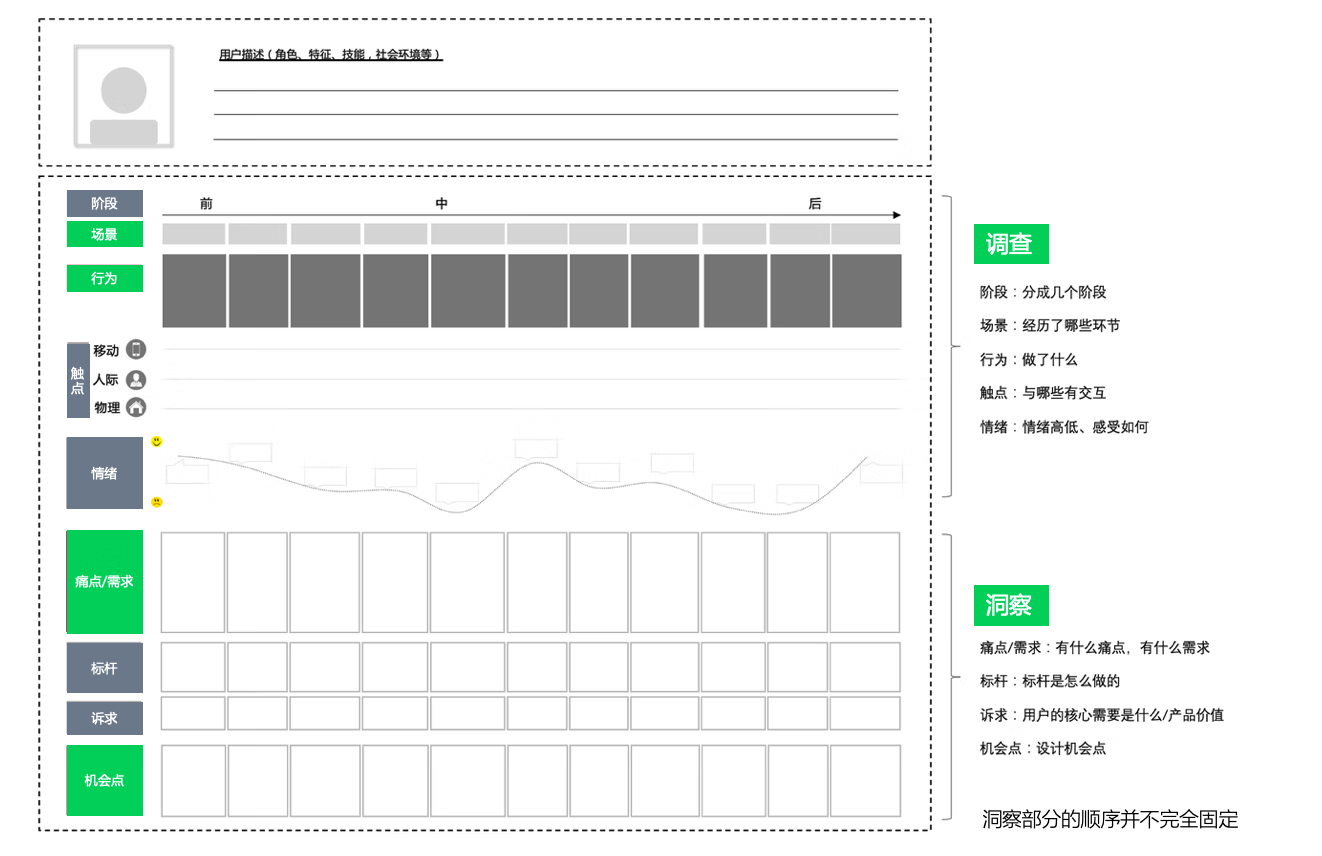 用户描述（角色、特征、技能，社会环境等）
阶段
前
中
后
场景
行为
触点
移动
人际
物理
情绪
痛点/需求
标杆
诉求
机会点
调查
阶段：分成几个阶段
场景：经历了哪些环节
行为：做了什么
触点：与哪些有交互
情绪：情绪高低、感受如何
洞察
痛点/需求：有什么痛点，有什么需求
标杆：标杆是怎么做的
诉求：用户的核心需要是什么/产品价值
机会点：设计机会点
洞察部分的顺序并不完全固定